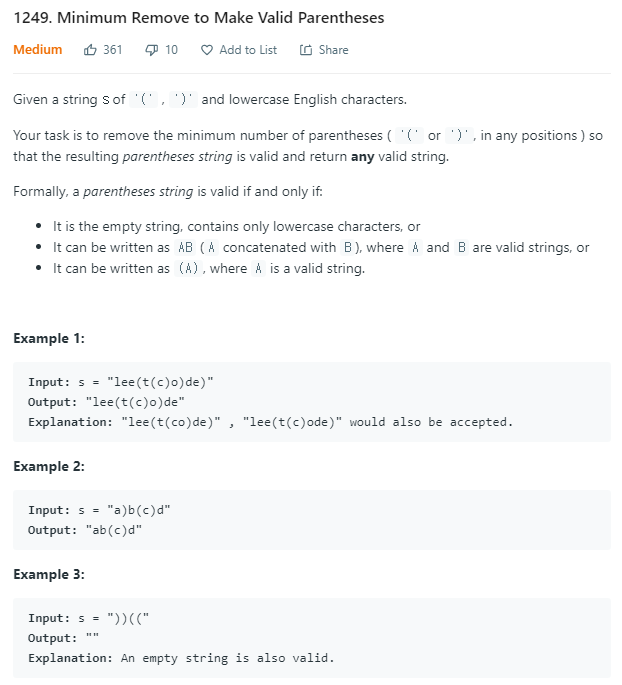 1249. Minimum Remove to Make Valid Parentheses
Medium 361 10 Add to List Share
Given a string s of '(' , ')' and lowercase English characters.
Your task is to remove the minimum number of parentheses ( '(' or ')' , in any positions ) so
that the resulting parentheses string is valid and return any valid string.
Formally, a parentheses string is valid if and only if:
• It is the empty string, contains only lowercase characters, or
• It can be written as AB ( A concatenated with B ), where A and B are valid strings, or
• It can be written as (A) , where A is a valid string.
Example 1:
Input: s = "lee(t(c)o)de)"
Output: "lee(t(c)o)de"
Explanation: "lee(t(co)de)" , "lee(t(c)ode)" would also be accepted.
Example 2:
Input: s = "a)b(c)d"
Output: "ab(c)d"
Example 3:
Input: s = "))(("
Output: ""
Explanation: An empty string is also valid.